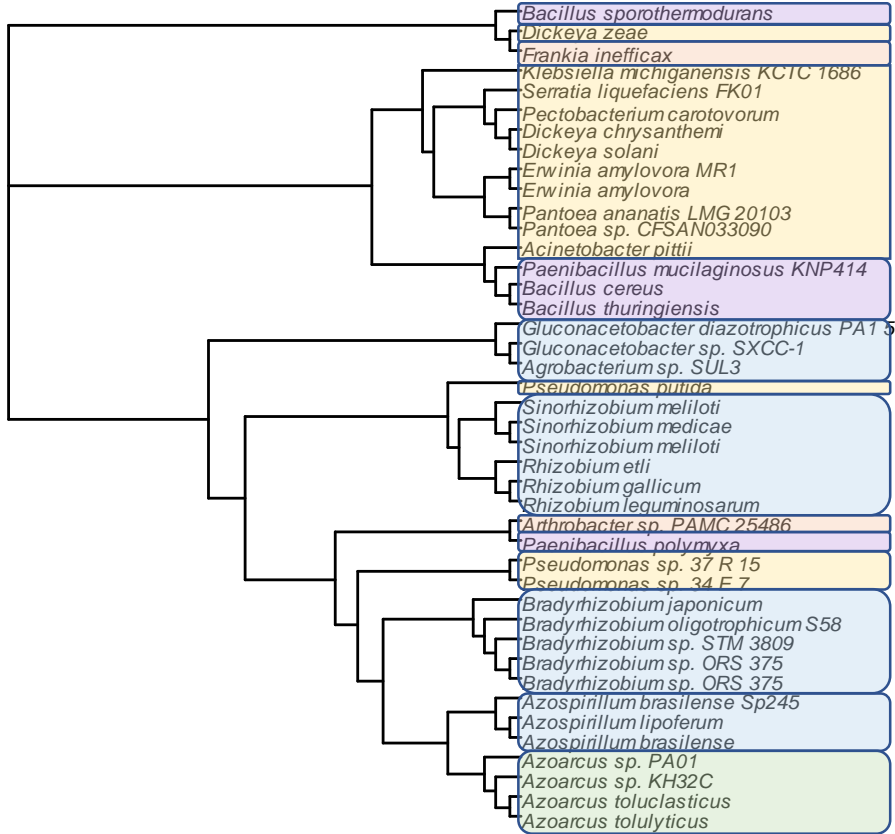 Bacillus sporothermodurans
Dickeya zeae
Frankia inefficax
Klebsiella michiganensis KCTC 1686
Serratia liquefaciens FK01
Pectobacterium carotovorum
Dickeya chrysanthemi
Dickeya solani
Erwinia amylovora MR1
Erwinia amylovora
Pantoea ananatis LMG 20103
Pantoea sp. CFSAN033090
Acinetobacter pittii
Paenibacillus mucilaginosus KNP414
Bacillus cereus
Bacillus thuringiensis
Gluconacetobacter diazotrophicus PA1 5
Gluconacetobacter sp. SXCC-1
Agrobacterium sp. SUL3
Pseudomonas putida
Sinorhizobium meliloti
Sinorhizobium medicae
Sinorhizobium meliloti
Rhizobium etli
Rhizobium gallicum
Rhizobium leguminosarum
Arthrobacter sp. PAMC 25486
Paenibacillus polymyxa
Pseudomonas sp. 37 R 15
Pseudomonas sp. 34 E 7
Bradyrhizobium japonicum
Bradyrhizobium oligotrophicum S58
Bradyrhizobium sp. STM 3809
Bradyrhizobium sp. ORS 375
Bradyrhizobium sp. ORS 375
Azospirillum brasilense Sp245
Azospirillum lipoferum
Azospirillum brasilense
Azoarcus sp. PA01
Azoarcus sp. KH32C
Azoarcus toluclasticus
Azoarcus tolulyticus